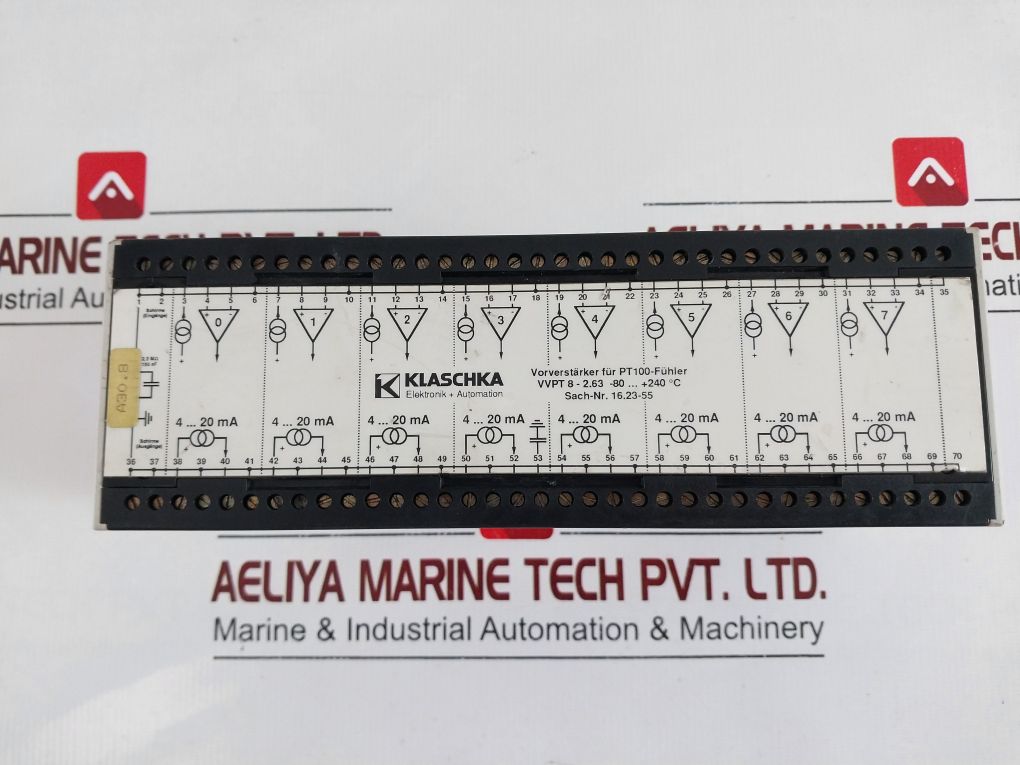 ARINE TECH PVT. LTD.
ustrial Au
AELIYA MARINE TECH
1 2 3 4 5 6 7 8 9 10 11 12 13 14 15 16 17 18 19 20 21 22 23 24 25 26 27 28 29 30 31 32 33 34 35
Schirme
(Eingänge)
0 1 2 3 4 5 6 7
+ + + + + + + +
A30.8
KLASCHKA
Elektronik + Automation
Vorverstärker für PT100-Fühler
VVPT 8 - 2.63 -80 ... +240 °C
Sach-Nr. 16.23-55
4 ... 20 mA 4 ... 20 mA 4 ... 20 mA 4 ... 20 mA 4 ... 20 mA 4 ... 20 mA 4 ... 20 mA 4 ... 20 mA
Schirme
(Ausgänge)
+ + + + + + + +
36 37 38 39 40 41 42 43 44 45 46 47 48 49 50 51 52 53 54 55 56 57 58 59 60 61 62 63 64 65 66 67 68 69 70
AELIYA MARINE TECH PVT. LTD.
Marine & Industrial Automation & Machinery